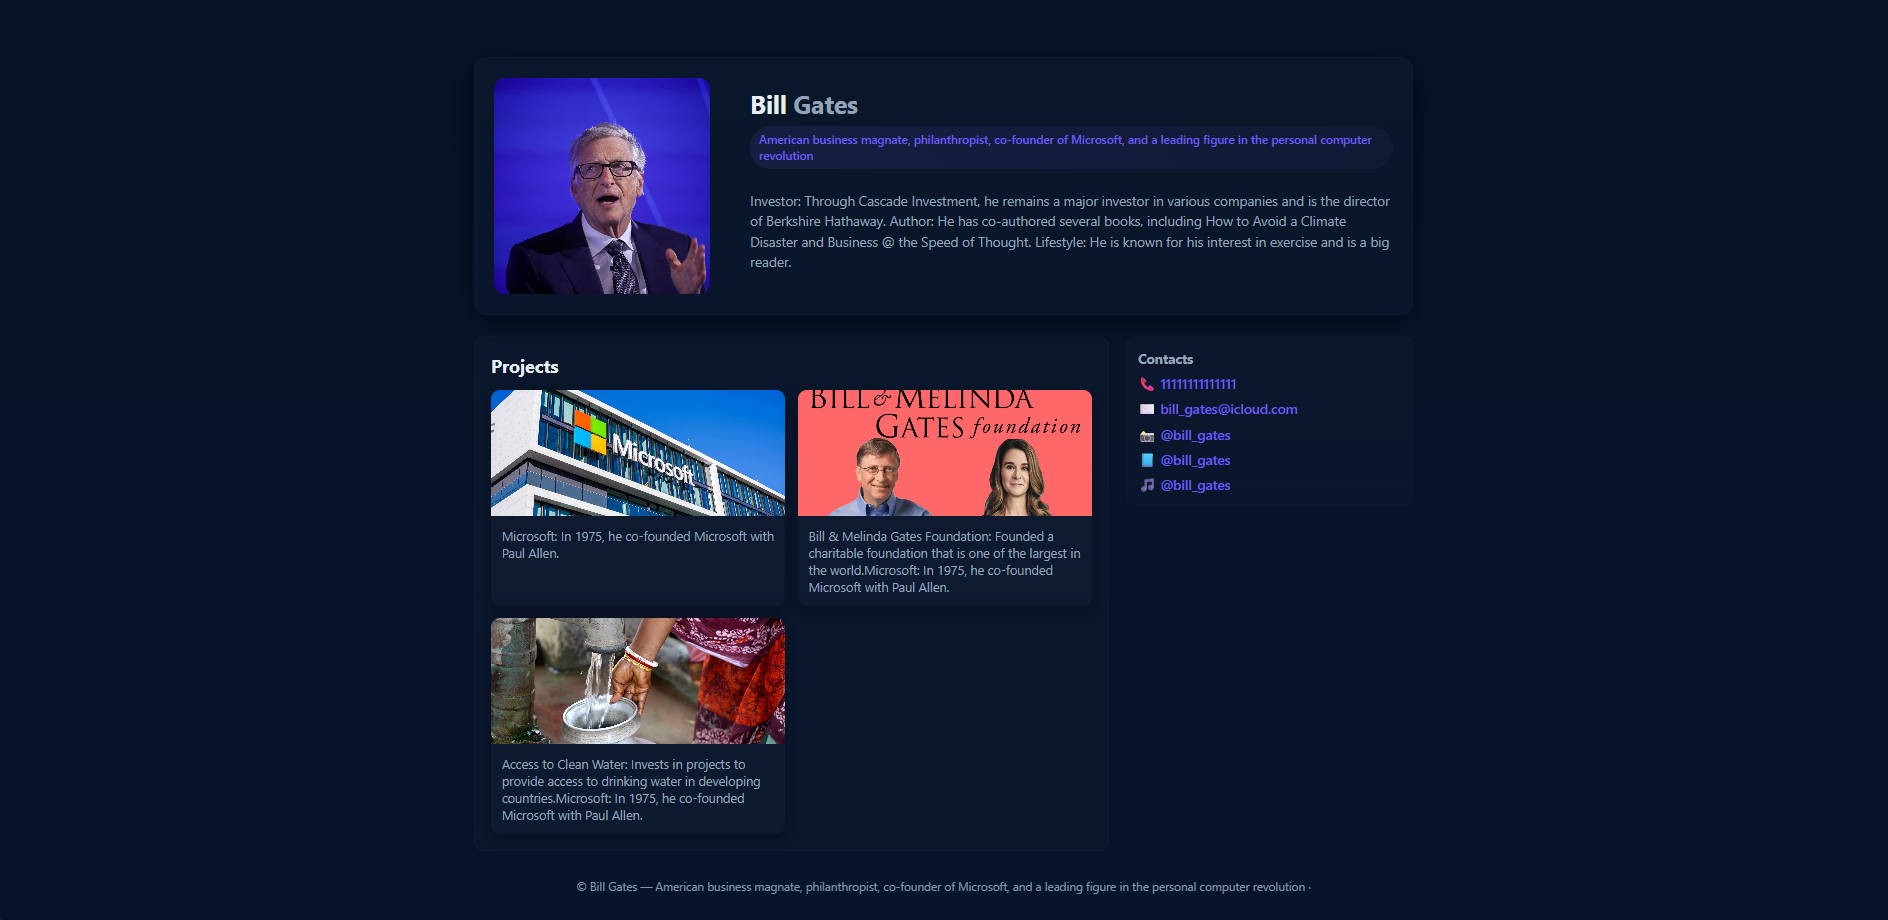 Bill Gates
American business magnate, philanthropist, co-founder of Microsoft, and a leading figure in the personal computer
revolution
Investor: Through Cascade Investment, he remains a major investor in various companies and is the director
of Berkshire Hathaway. Author: He has co-authored several books, including How to Avoid a Climate
Disaster and Business @ the Speed of Thought. Lifestyle: He is known for his interest in exercise and is a big
reader.
Projects
Microsoft
Microsoft: In 1975, he co-founded Microsoft with
Paul Allen.
BILL & MELINDA
GATES foundation
Bill & Melinda Gates Foundation: Founded a
charitable foundation that is one of the largest in
the world.Microsoft: In 1975, he co-founded
Microsoft with Paul Allen.
Access to Clean Water: Invests in projects to
provide access to drinking water in developing
countries.Microsoft: In 1975, he co-founded
Microsoft with Paul Allen.
Contacts
11111111111111
bill_gates@icloud.com
@bill_gates
@bill_gates
@bill_gates
© Bill Gates — American business magnate, philanthropist, co-founder of Microsoft, and a leading figure in the personal computer revolution ·